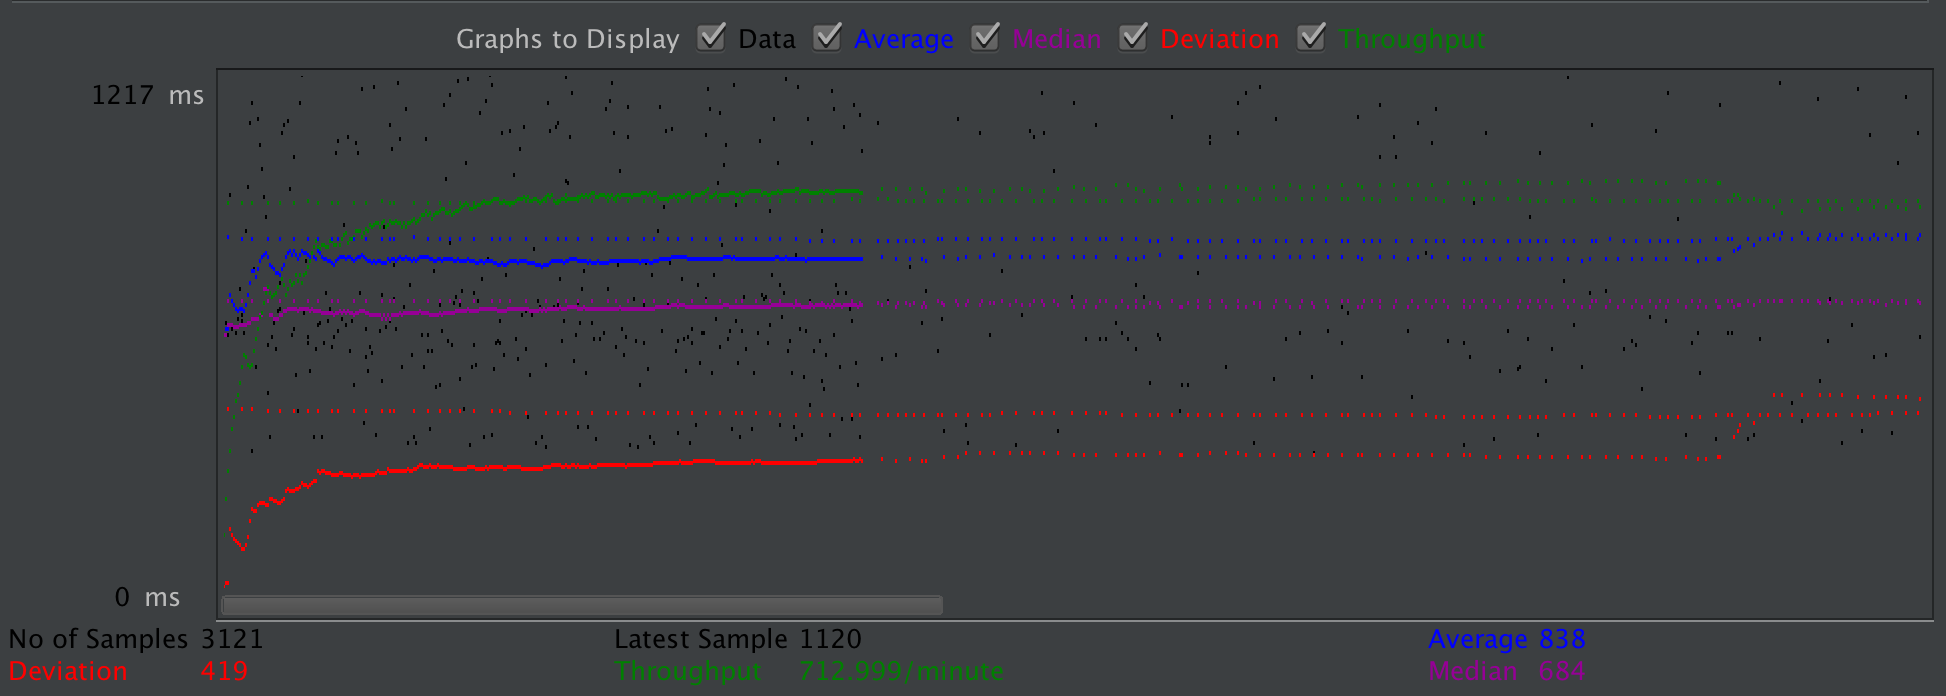 Graphs to Display Data Average Median Deviation Throughput
1217 ms
0 ms
No of Samples 3121 Latest Sample 1120 Average 838
Deviation 419 Throughput 712.999/minute Median 684